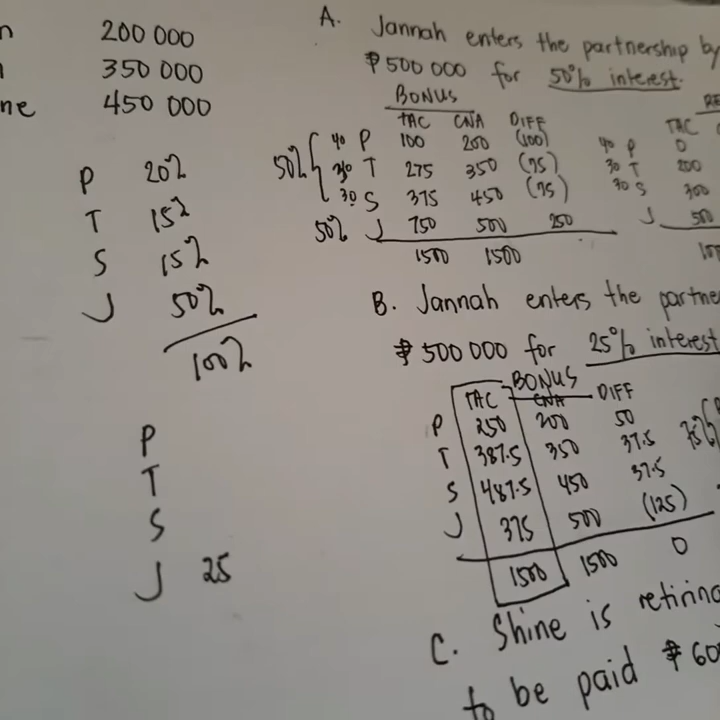 n 200 000
350 000
ne 450 000
P 20%
T 15%
S 15%
J 50%
100%
P
T
S
J 25
A. Jannah enters the partnership by
₱500 000 for 50% interest.
BONUS
TAC CNA DIFF
50% 40 P 100 200 (100)
30 T 275 350 (75)
30 S 375 450 (75)
50% J 750 500 250
1500 1500
RE
TAC
40 P 0
30 T 200
30 S 300
J 500
B. Jannah enters the partne
₱500 000 for 25% interest
BONUS
TAC CNA DIFF
P 250 200 50
T 387.5 350 37.5
S 487.5 450 37.5
J 375 500 (125)
1500 1500 0
75%
C. Shine is retiring
to be paid ₱60